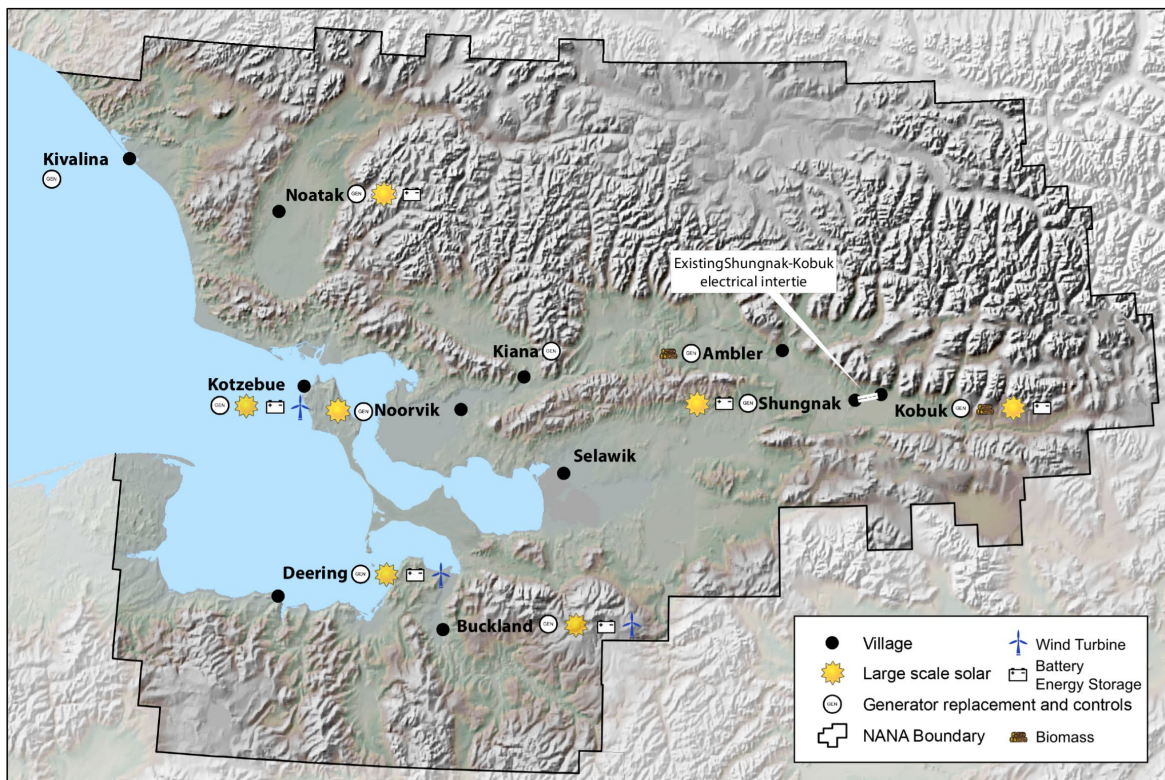 Kivalina
GEN
Noatak GEN
ExistingShungnak-Kobuk
electrical intertie
Kiana GEN
GEN Ambler
Kotzebue
GEN
GEN Noorvik
GEN Shungnak
Kobuk GEN
Selawik
Deering GEN
Buckland GEN
Village
Large scale solar
GEN Generator replacement and controls
NANA Boundary
Wind Turbine
Battery
Energy Storage
Biomass